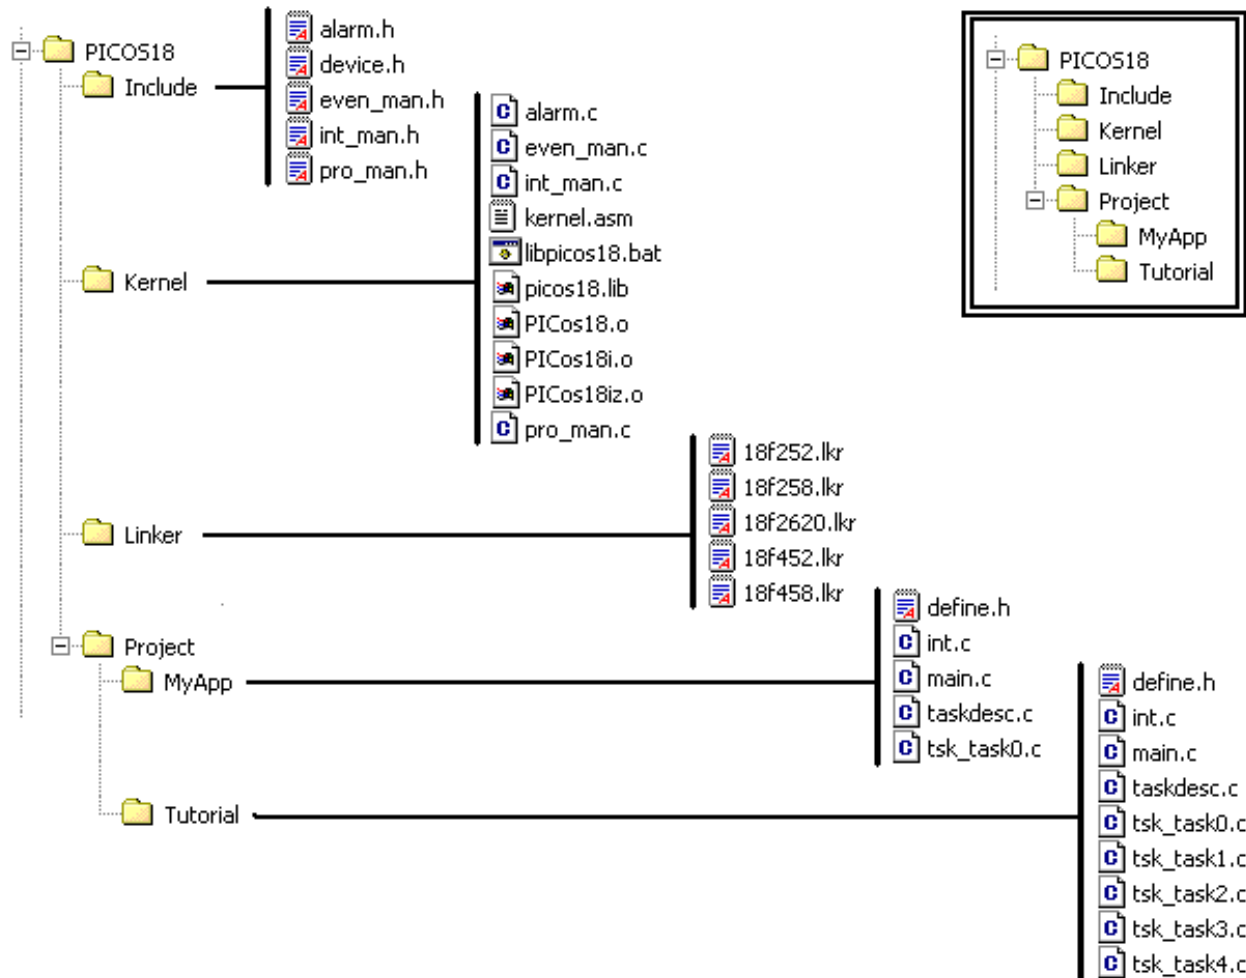 PICOS18
Include
alarm.h
device.h
even_man.h
int_man.h
pro_man.h
Kernel
alarm.c
even_man.c
int_man.c
kernel.asm
libpicos18.bat
picos18.lib
PICos18.o
PICos18i.o
PICos18iz.o
pro_man.c
Linker
18f252.lkr
18f258.lkr
18f2620.lkr
18f452.lkr
18f458.lkr
Project
MyApp
define.h
int.c
main.c
taskdesc.c
tsk_task0.c
Tutorial
define.h
int.c
main.c
taskdesc.c
tsk_task0.c
tsk_task1.c
tsk_task2.c
tsk_task3.c
tsk_task4.c
PICOS18
Include
Kernel
Linker
Project
MyApp
Tutorial